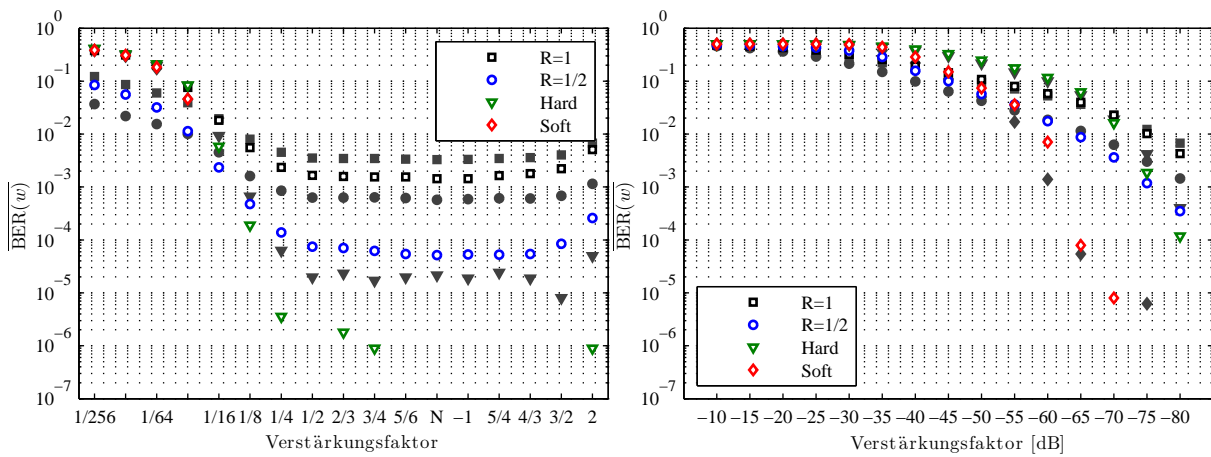 10^0
10^−1
10^−2
10^−3
10^−4
10^−5
10^−6
10^−7
BER(w)
R=1
R=1/2
Hard
Soft
1/256 1/64 1/16 1/8 1/4 1/2 2/3 3/4 5/6 N −1 5/4 4/3 3/2 2
Verstärkungsfaktor
10^0
10^−1
10^−2
10^−3
10^−4
10^−5
10^−6
10^−7
BER(w)
R=1
R=1/2
Hard
Soft
−10 −15 −20 −25 −30 −35 −40 −45 −50 −55 −60 −65 −70 −75 −80
Verstärkungsfaktor [dB]